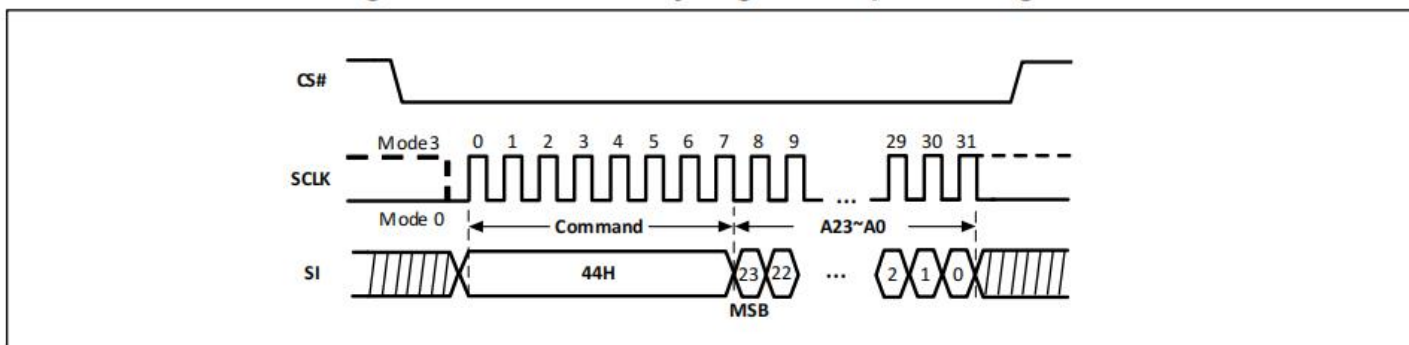 CS#
Mode3
0 1 2 3 4 5 6 7 8 9 29 30 31
SCLK
...
Mode 0
Command
A23~A0
SI
44H
23 22 ... 2 1 0
MSB